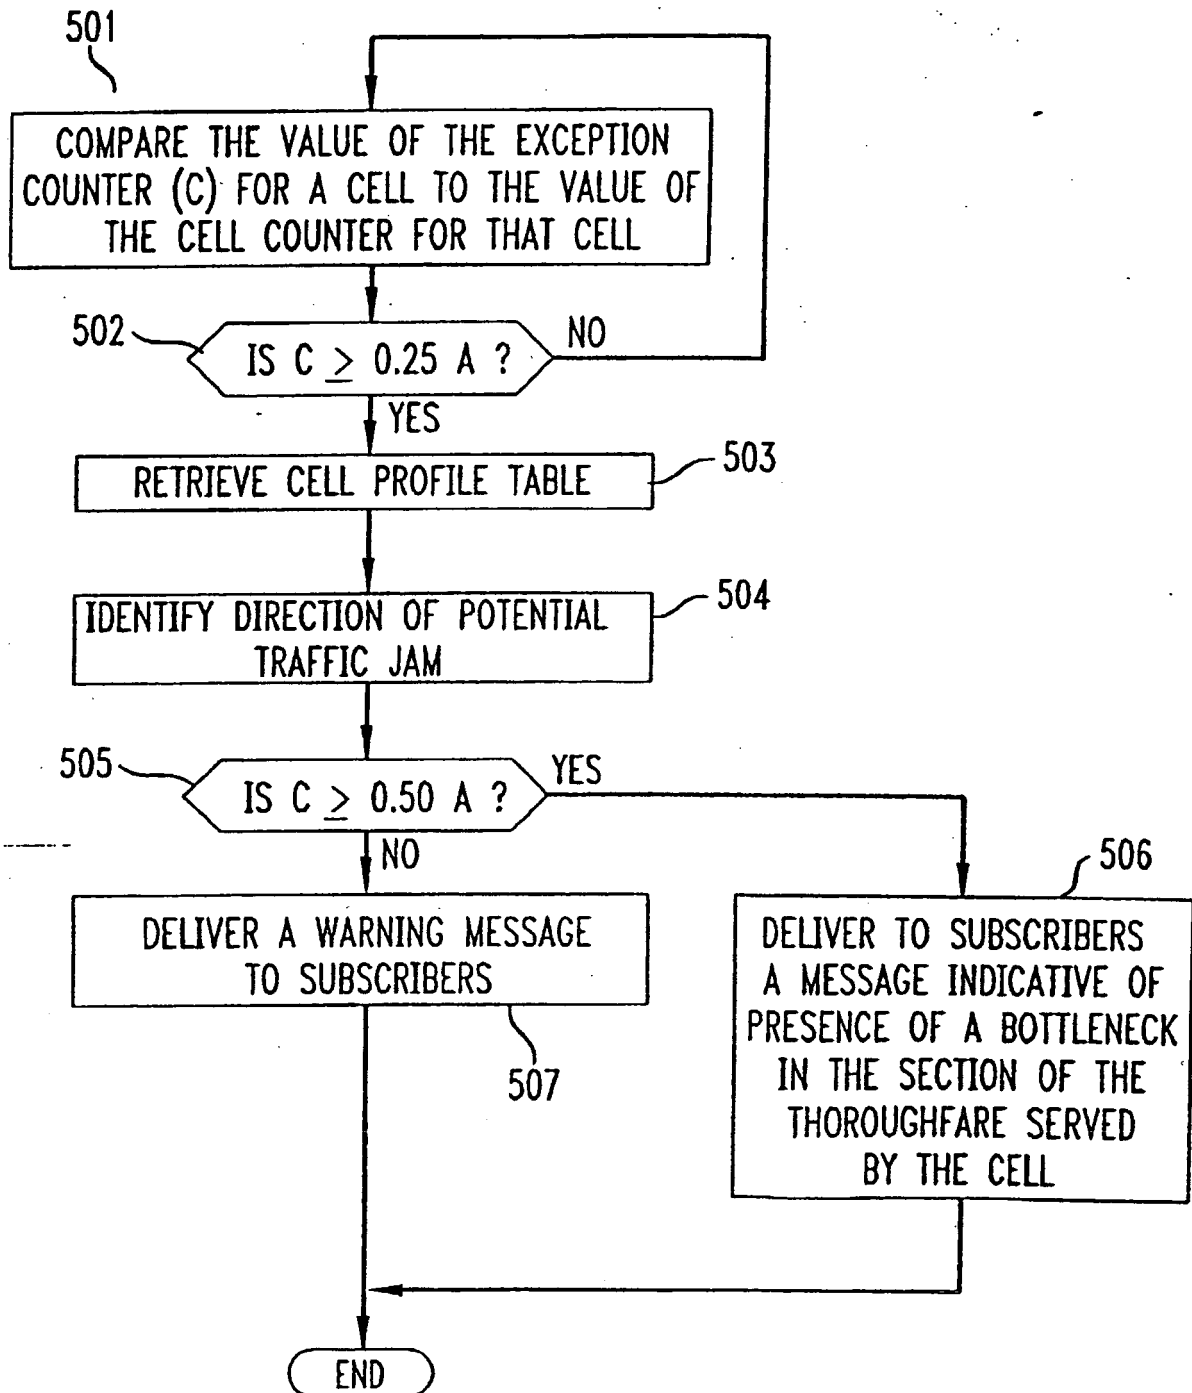 501
COMPARE THE VALUE OF THE EXCEPTION
COUNTER (C) FOR A CELL TO THE VALUE OF
THE CELL COUNTER FOR THAT CELL
502
IS C ≥ 0.25 A ?
NO
YES
RETRIEVE CELL PROFILE TABLE
503
IDENTIFY DIRECTION OF POTENTIAL
TRAFFIC JAM
504
505
IS C ≥ 0.50 A ?
YES
NO
506
DELIVER A WARNING MESSAGE
TO SUBSCRIBERS
507
DELIVER TO SUBSCRIBERS
A MESSAGE INDICATIVE OF
PRESENCE OF A BOTTLENECK
IN THE SECTION OF THE
THOROUGHFARE SERVED
BY THE CELL
END